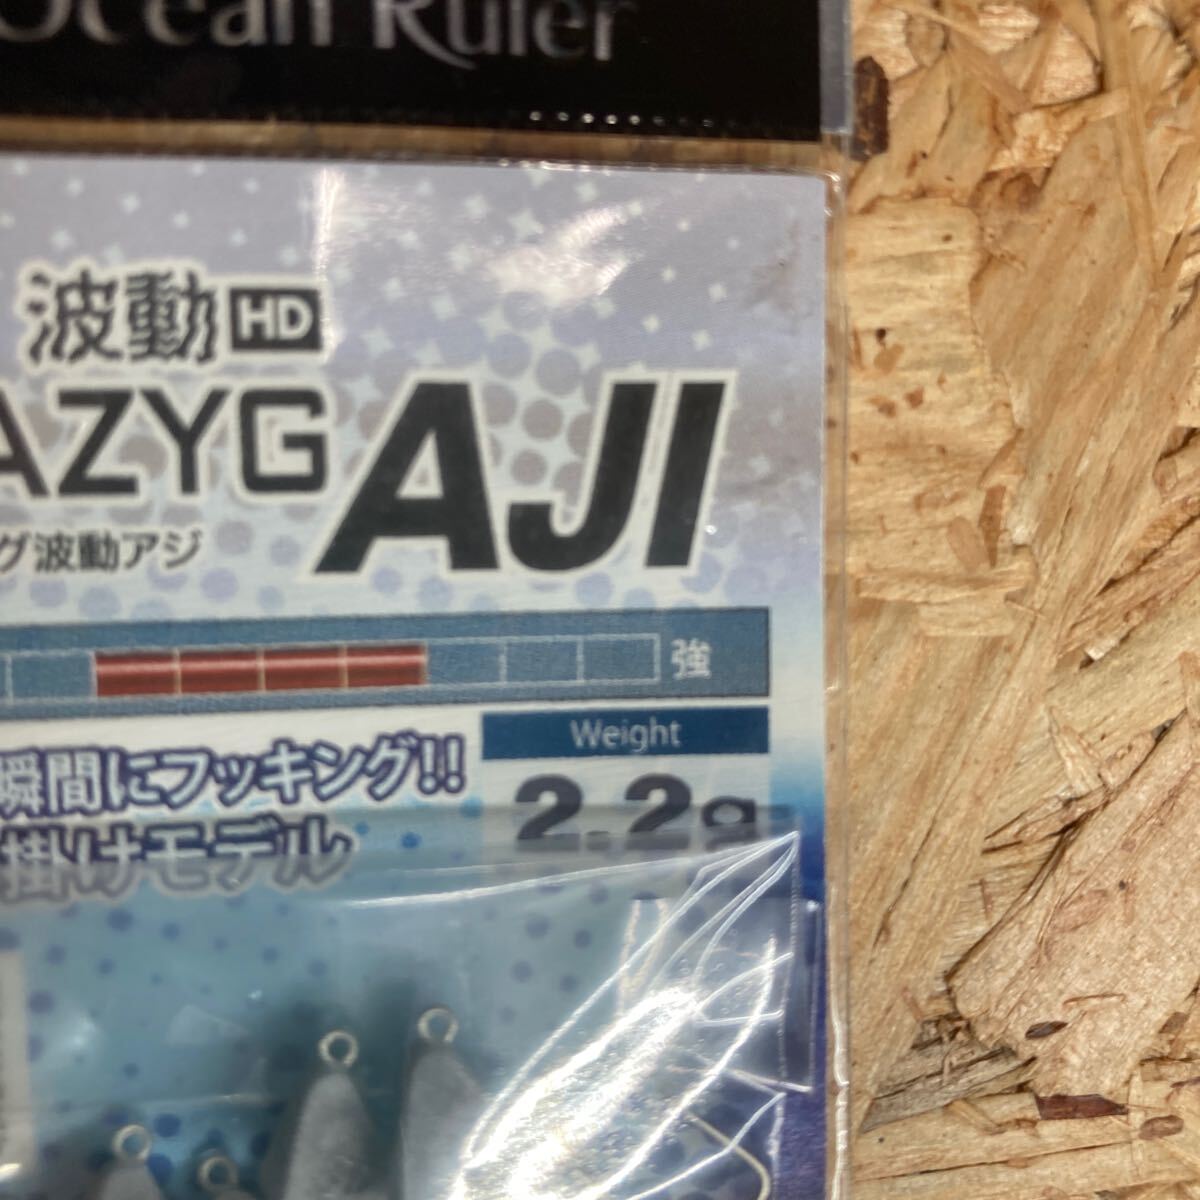 Ocean Ruler
波動HD
AZYG AJI
グ波動アジ
強
Weight
瞬間にフッキング!!
2.2g
掛けモデル